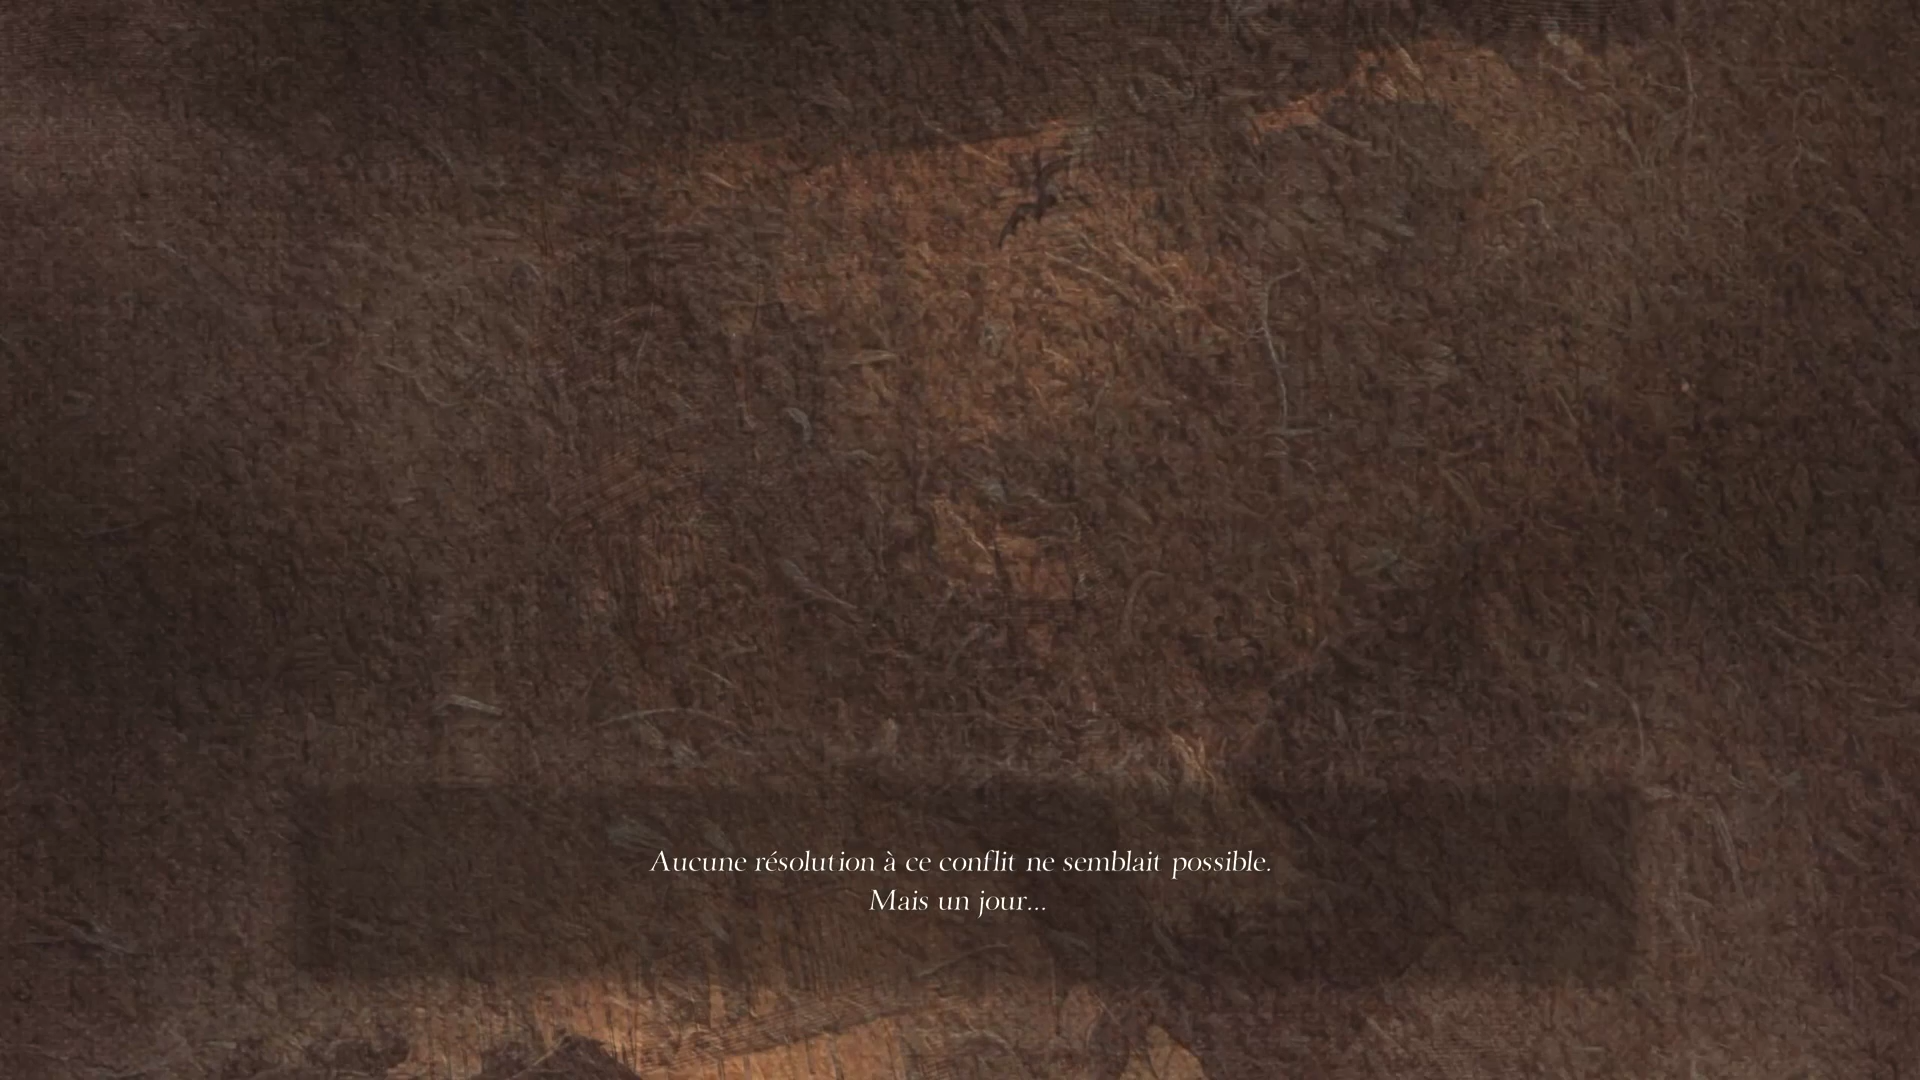 Aucune résolution à ce conflit ne semblait possible.
Mais un jour...